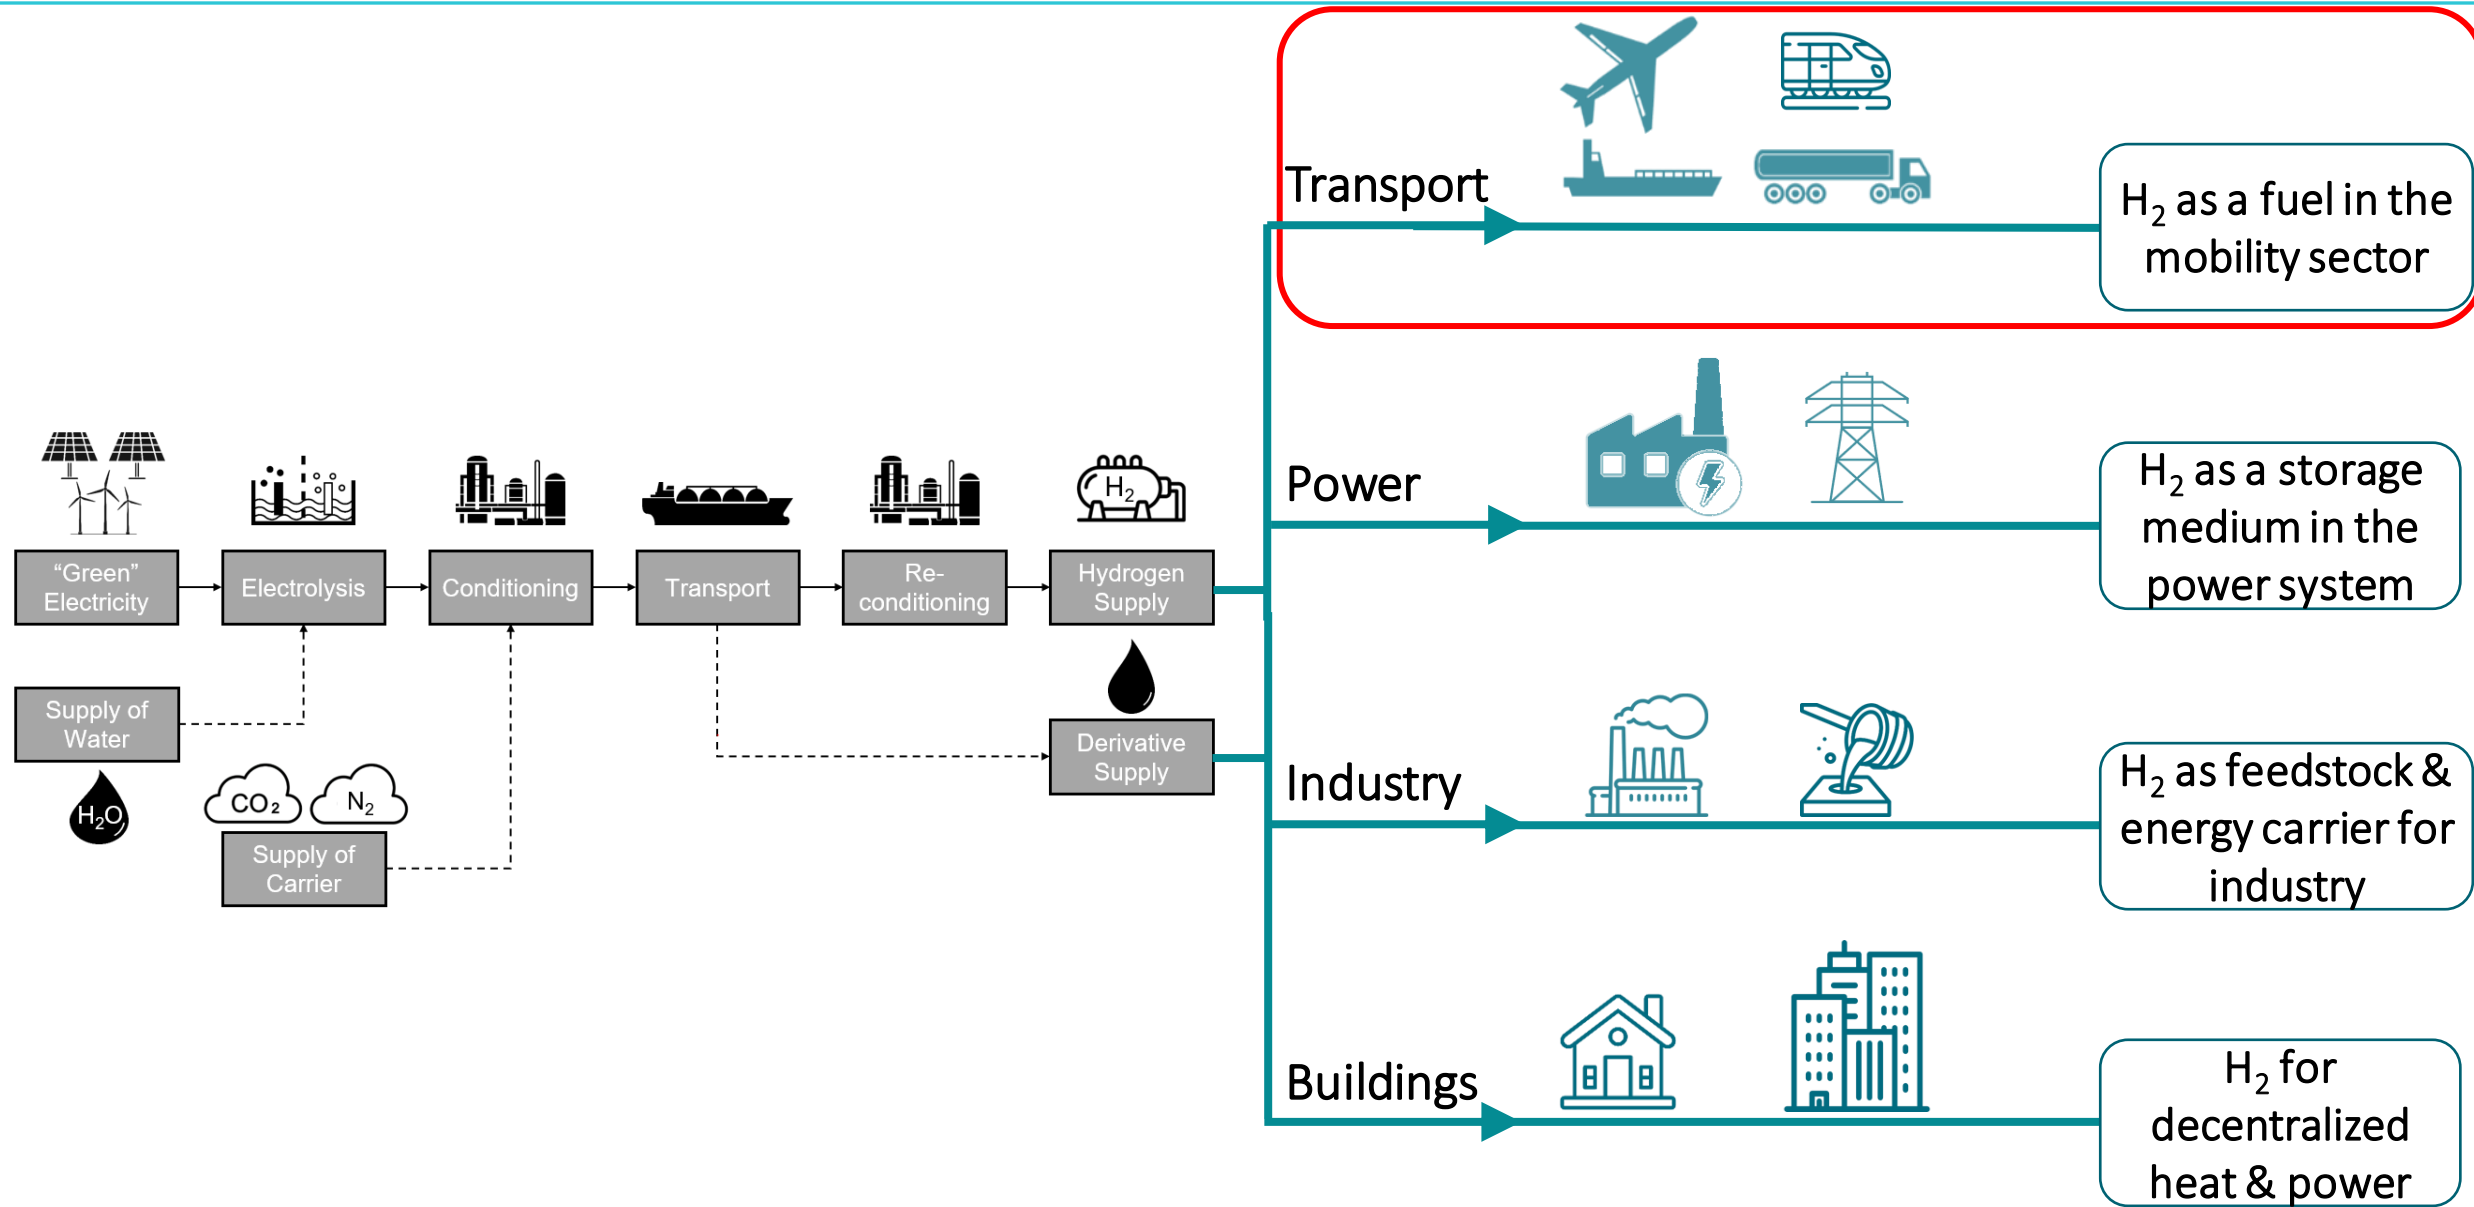 Transport
H₂ as a fuel in the
mobility sector
Power
H₂ as a storage
medium in the
power system
H₂
“Green”
Electricity
Electrolysis
Conditioning
Transport
Re-
conditioning
Hydrogen
Supply
Supply of
Water
H₂O
CO₂
N₂
Supply of
Carrier
Derivative
Supply
Industry
H₂ as feedstock &
energy carrier for
industry
Buildings
H₂ for
decentralized
heat & power